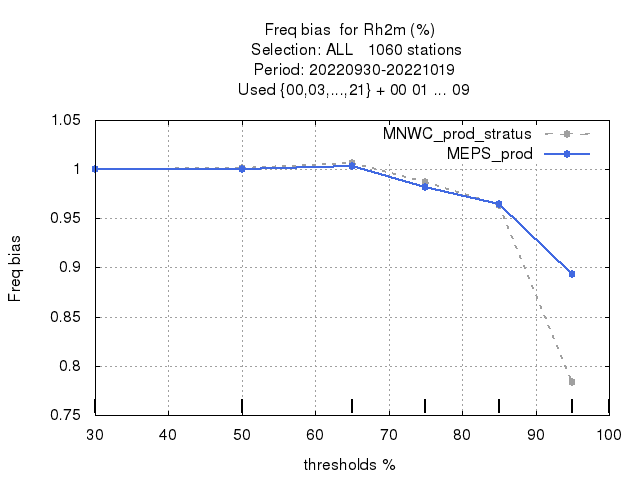 Freq bias  for Rh2m (%)
Selection: ALL   1060 stations
Period: 20220930-20221019
Used {00,03,...,21} + 00 01 ... 09
MNWC_prod_stratus
MEPS_prod
1.05
1
0.95
0.9
0.85
0.8
0.75
Freq bias
30 40 50 60 70 80 90 100
thresholds %